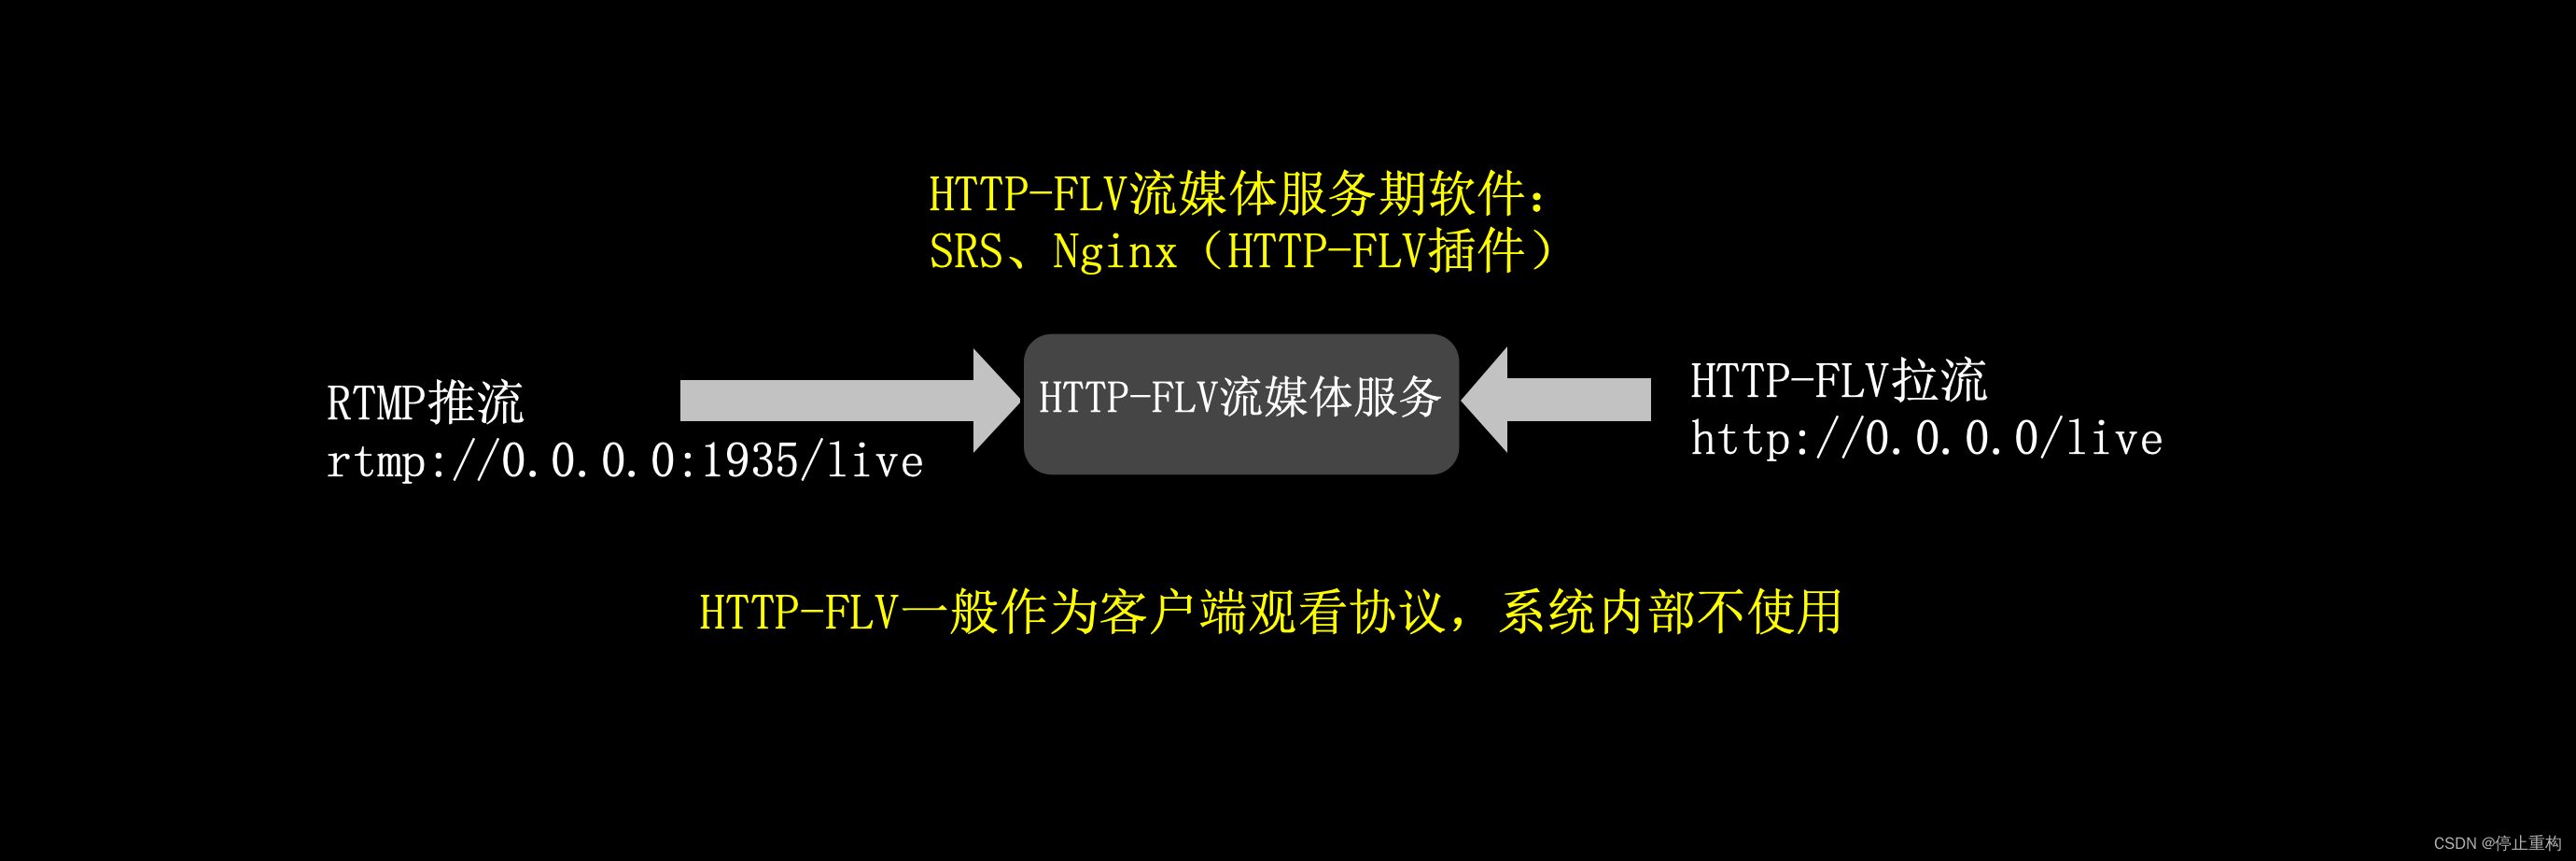 HTTP-FLV流媒体服务期软件：
SRS、Nginx（HTTP-FLV插件）
RTMP推流
rtmp://0.0.0.0:1935/live
HTTP-FLV流媒体服务
HTTP-FLV拉流
http://0.0.0.0/live
HTTP-FLV一般作为客户端观看协议，系统内部不使用
CSDN @停止重构